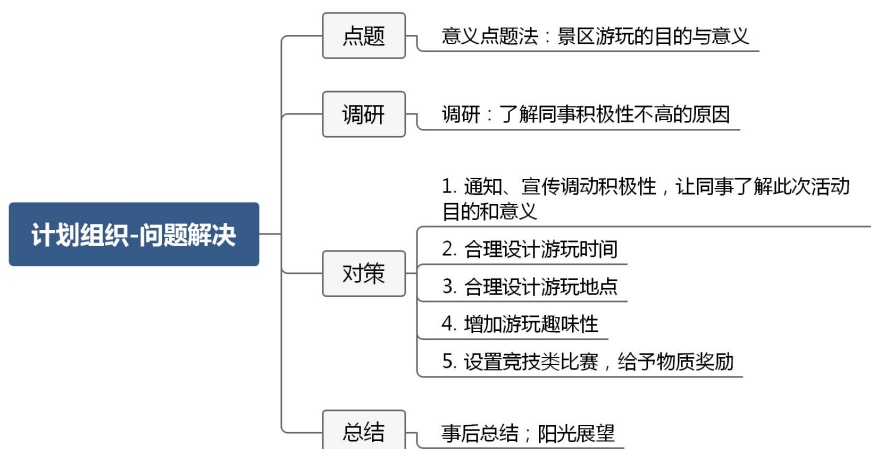 计划组织-问题解决
点题
意义点题法：景区游玩的目的与意义
调研
调研：了解同事积极性不高的原因
对策
1. 通知、宣传调动积极性，让同事了解此次活动
目的和意义
2. 合理设计游玩时间
3. 合理设计游玩地点
4. 增加游玩趣味性
5. 设置竞技类比赛，给予物质奖励
总结
事后总结；阳光展望